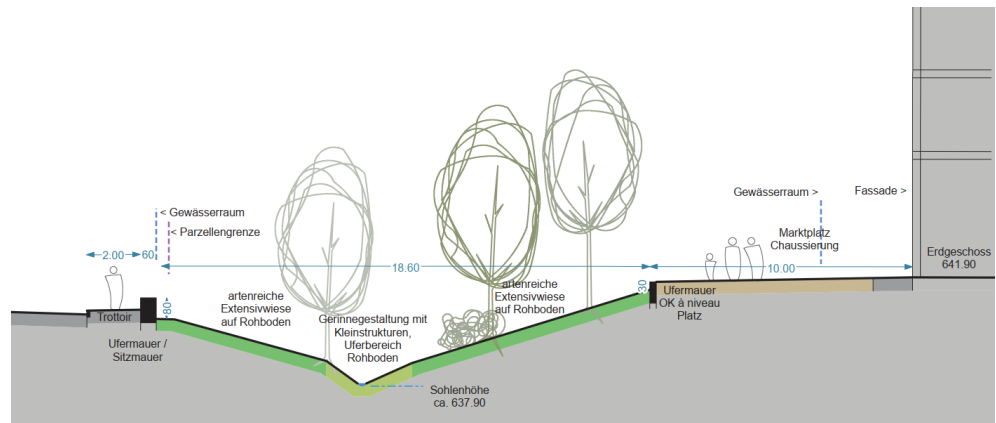 Gewässerraum >
Fassade >
< Gewässerraum
< Parzellengrenze
Marktplatz
Chaussierung
2.00
60
18.60
10.00
Erdgeschoss
641.90
artenreiche
Extensivwiese
auf Rohboden
Gerinnegestaltung mit
Kleinstrukturen,
Uferbereich
Rohboden
artenreiche
Extensivwiese
auf Rohboden
30
Ufermauer
OK à niveau
Platz
80
Trottoir
Ufermauer /
Sitzmauer
Sohlenhöhe
ca. 637.90